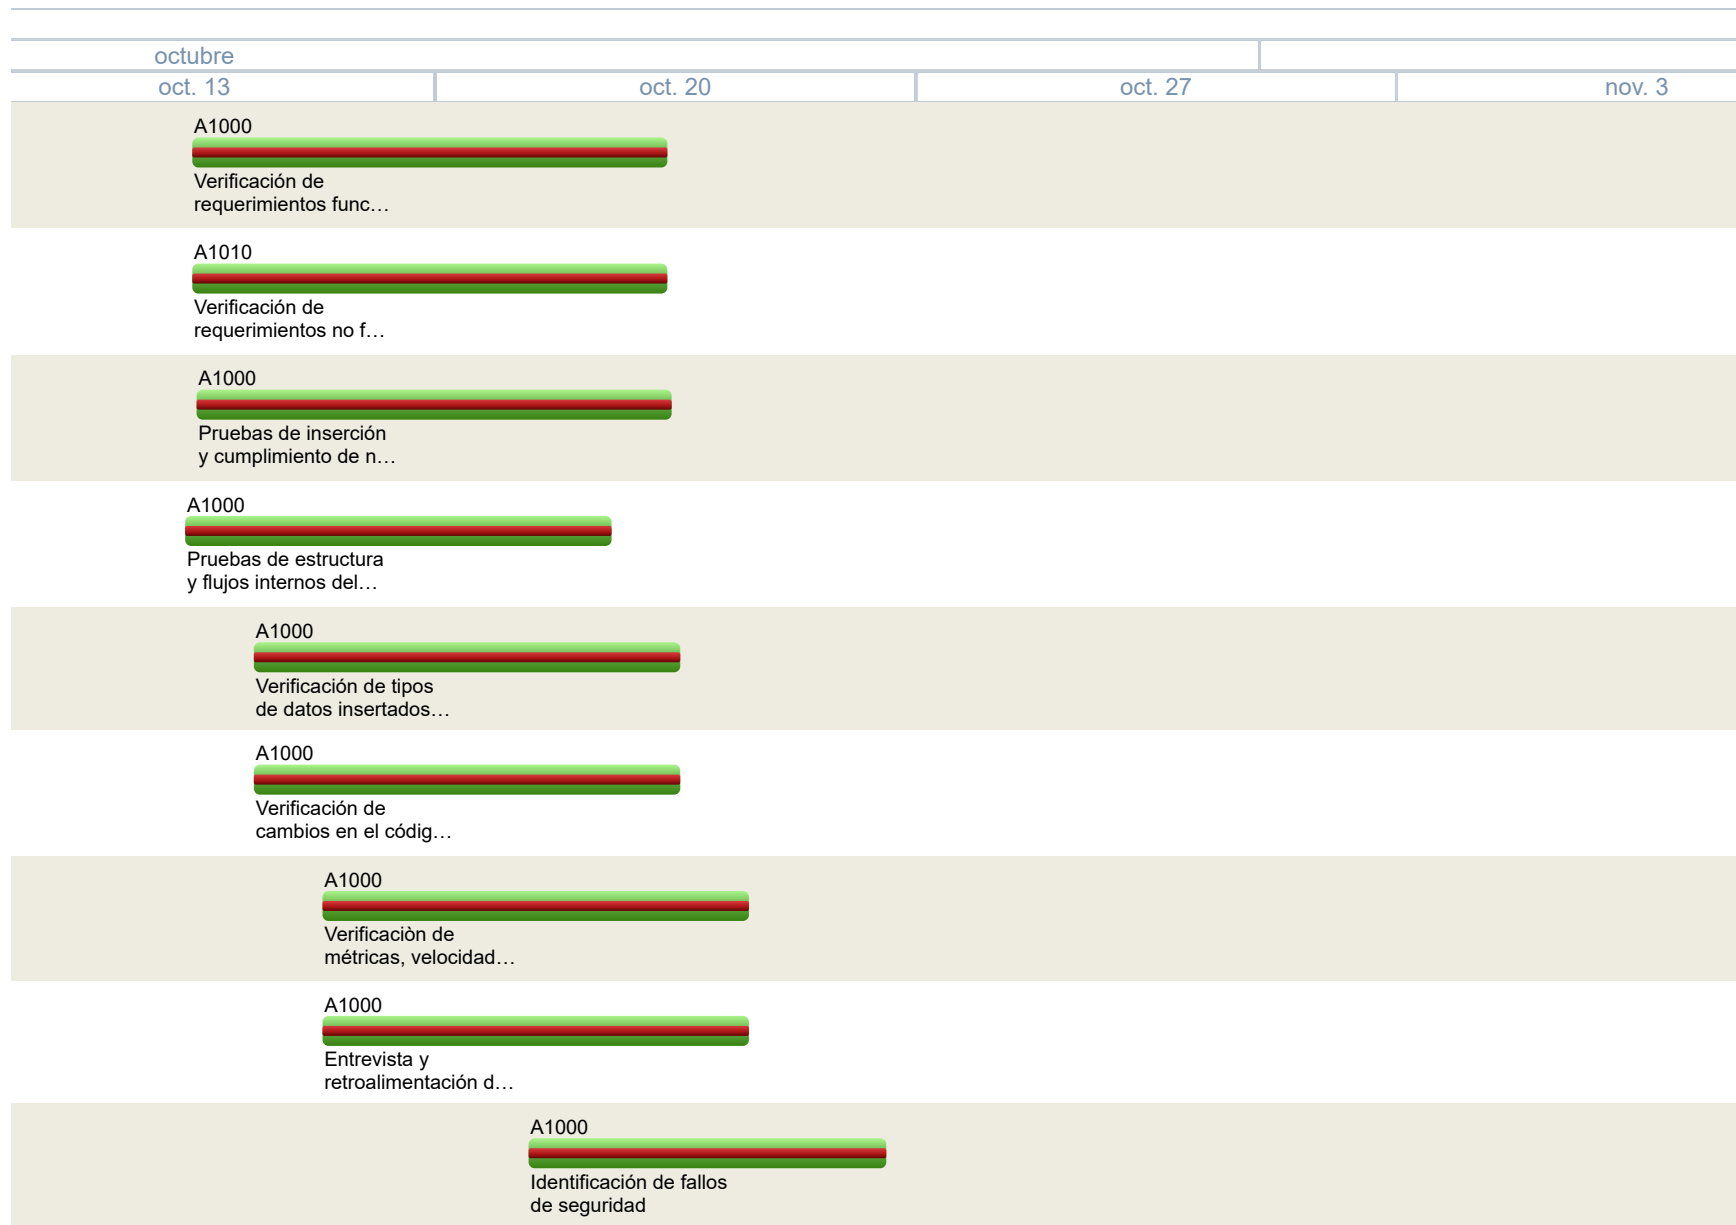 octubre
oct. 13 oct. 20 oct. 27 nov. 3
A1000
Verificación de
requerimientos func…
A1010
Verificación de
requerimientos no f…
A1000
Pruebas de inserción
y cumplimiento de n…
A1000
Pruebas de estructura
y flujos internos del…
A1000
Verificación de tipos
de datos insertados…
A1000
Verificación de
cambios en el códig…
A1000
Verificaciòn de
métricas, velocidad…
A1000
Entrevista y
retroalimentación d…
A1000
Identificación de fallos
de seguridad